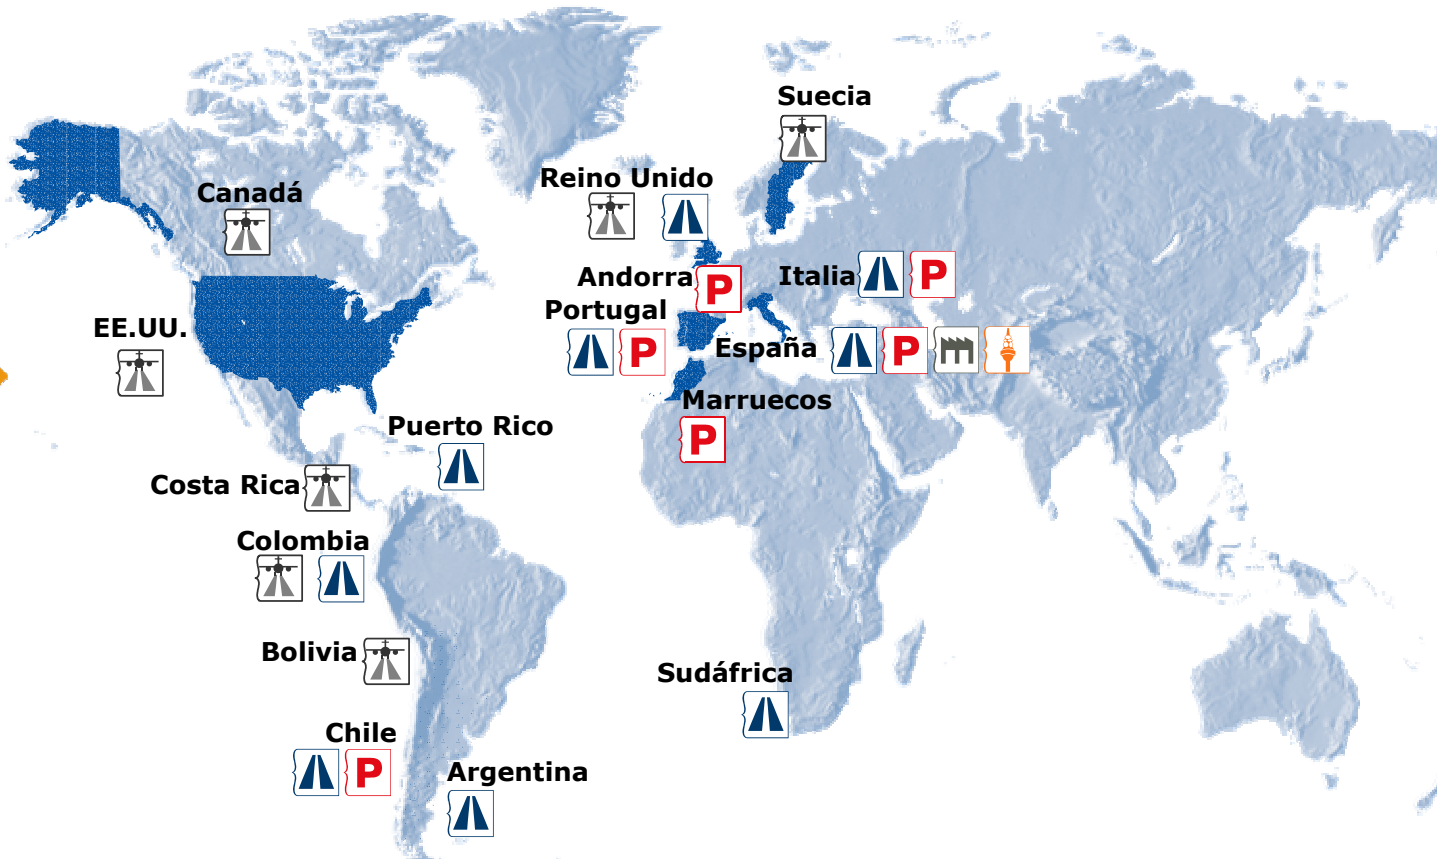 Suecia
Reino Unido
Canadá
Andorra
P
Italia
P
Portugal
P
EE.UU.
España
P
Marruecos
P
Puerto Rico
Costa Rica
Colombia
Bolivia
Sudáfrica
Chile
P
Argentina